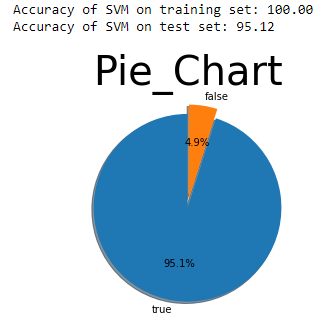 Accuracy of SVM on training set: 100.00
Accuracy of SVM on test set: 95.12
Pie_Chart
false
4.9%
95.1%
true